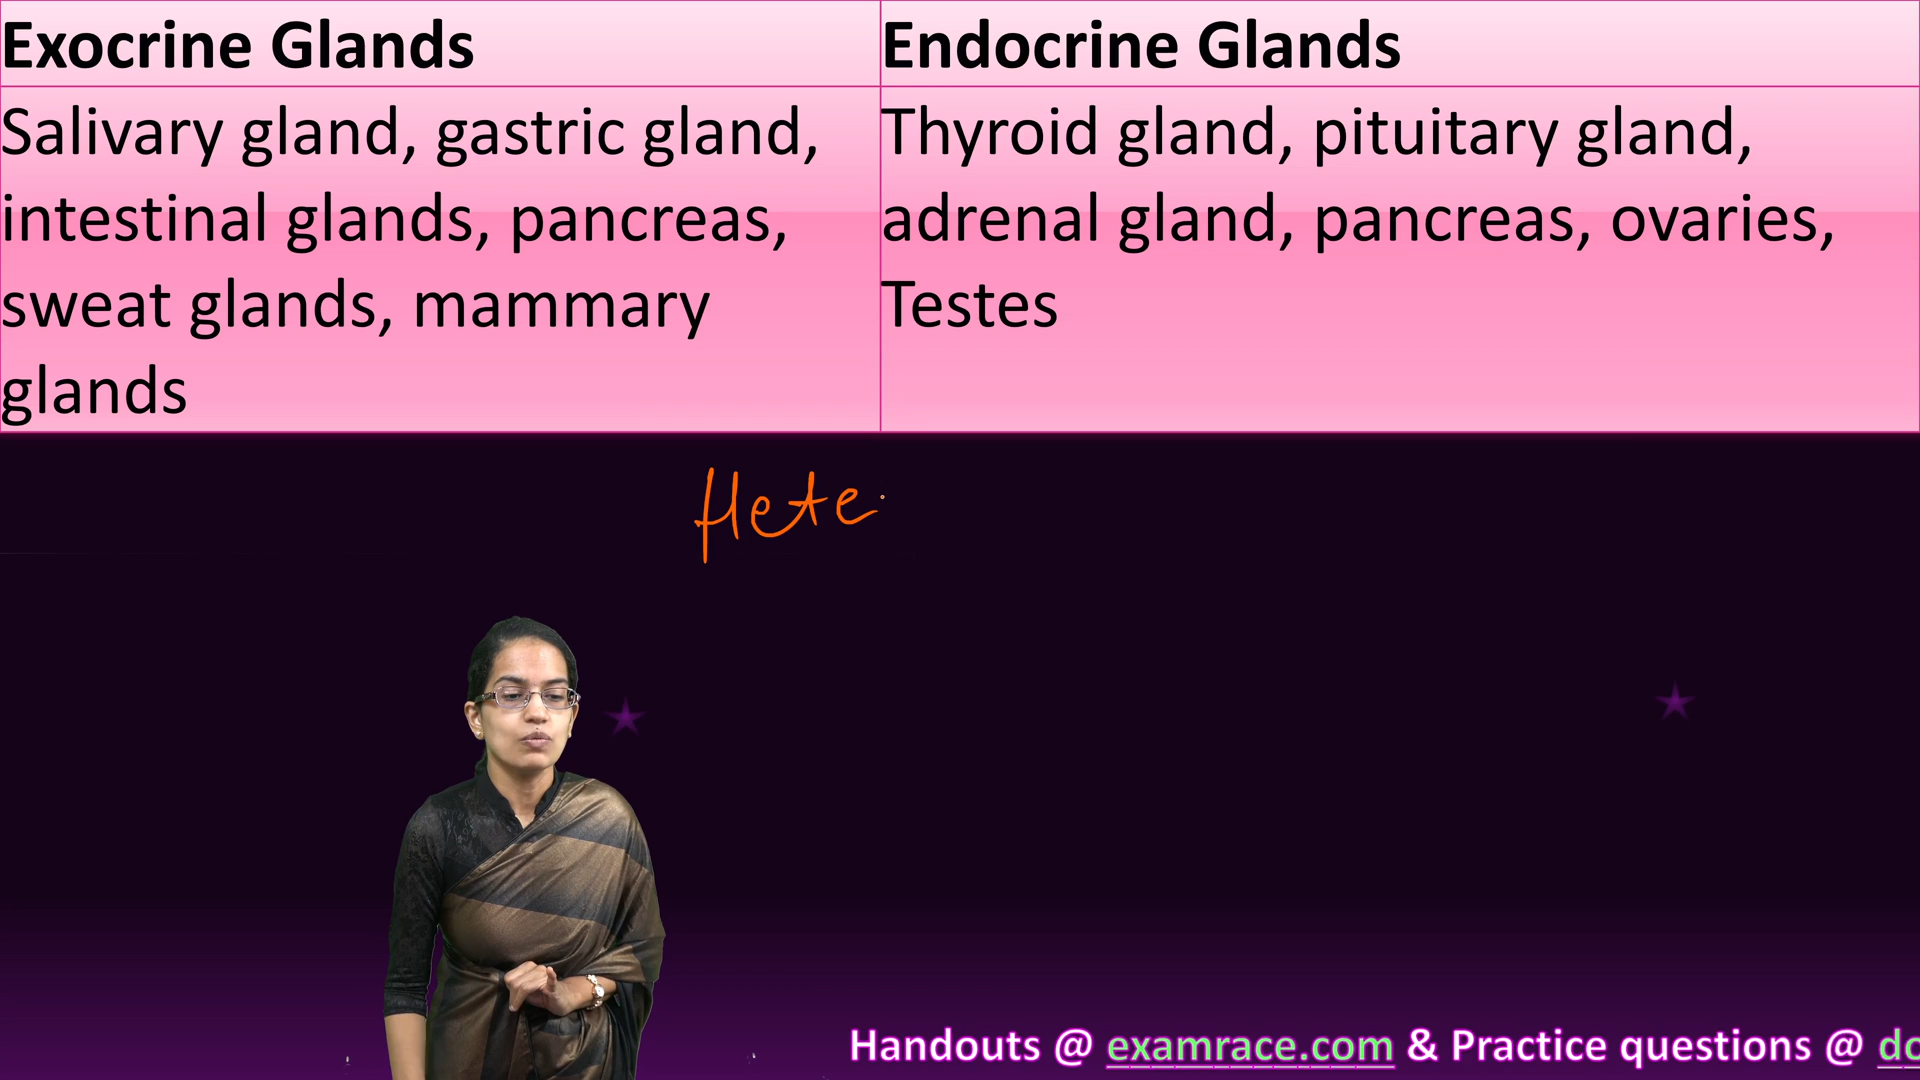 Exocrine Glands
Endocrine Glands
Salivary gland, gastric gland,
intestinal glands, pancreas,
sweat glands, mammary
glands
Thyroid gland, pituitary gland,
adrenal gland, pancreas, ovaries,
Testes
Hete
Handouts @ examrace.com & Practice questions @ do